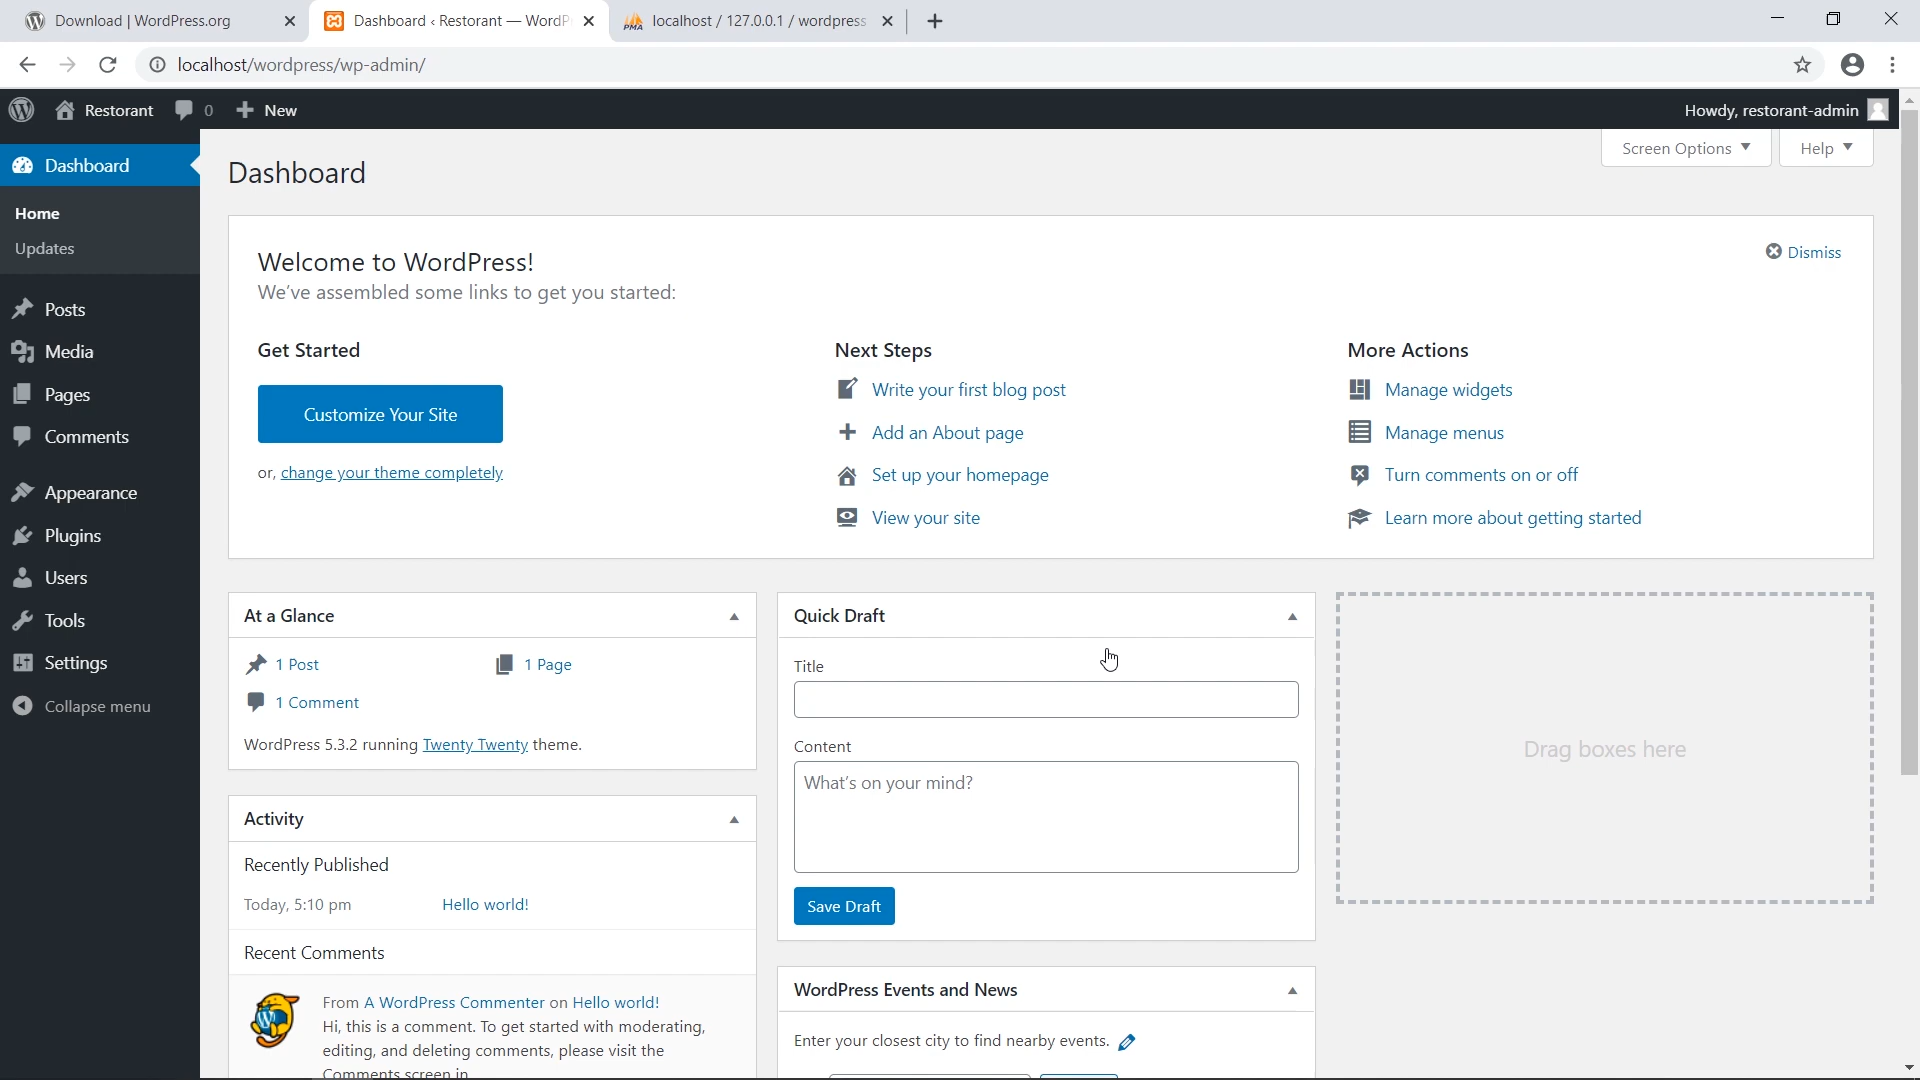 Download | WordPress.org
Dashboard ‹ Restorant — WordP
localhost / 127.0.0.1 / wordpress
localhost/wordpress/wp-admin/
Restorant 0 New
Howdy, restorant-admin
Dashboard
Home
Updates
Posts
Media
Pages
Comments
Appearance
Plugins
Users
Tools
Settings
Collapse menu
Screen Options
Help
Dashboard
Welcome to WordPress!
We've assembled some links to get you started:
Dismiss
Get Started
Customize Your Site
or, change your theme completely
Next Steps
Write your first blog post
Add an About page
Set up your homepage
View your site
More Actions
Manage widgets
Manage menus
Turn comments on or off
Learn more about getting started
At a Glance
1 Post
1 Page
1 Comment
WordPress 5.3.2 running Twenty Twenty theme.
Activity
Recently Published
Today, 5:10 pm Hello world!
Recent Comments
From A WordPress Commenter on Hello world!
Hi, this is a comment. To get started with moderating,
editing, and deleting comments, please visit the
Comments screen in
Quick Draft
Title
Content
What's on your mind?
Save Draft
WordPress Events and News
Enter your closest city to find nearby events.
Drag boxes here